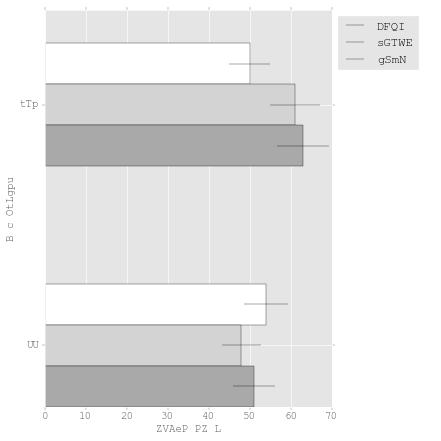 DFQI
sGTWE
gSmN
tTp
UU
B c OtLgpu
0 10 20 30 40 50 60 70
ZVAeP PZ L